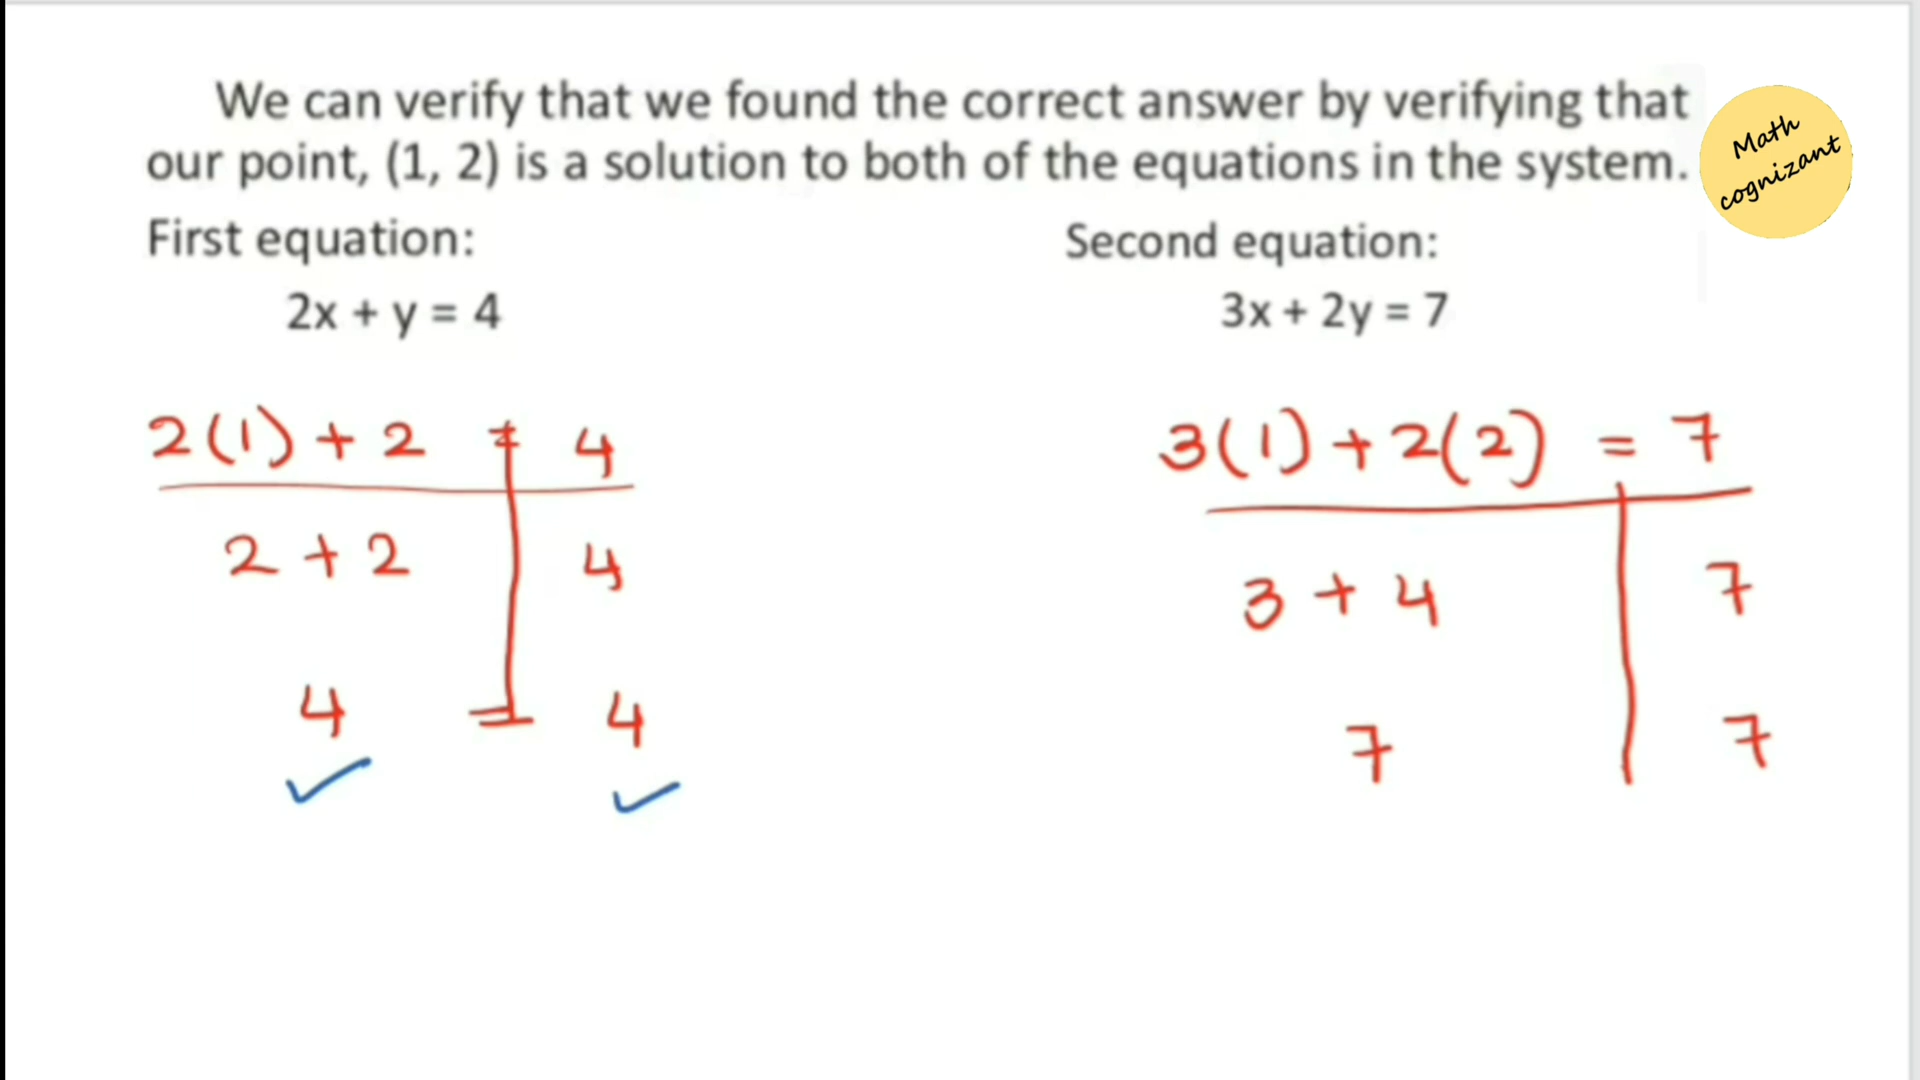 We can verify that we found the correct answer by verifying that
our point, (1, 2) is a solution to both of the equations in the system.
Math
cognizant
First equation:
2x + y = 4
2(1) + 2 = 4
2 + 2 4
4 = 4
Second equation:
3x + 2y = 7
3(1) + 2(2) = 7
3 + 4 7
7 7